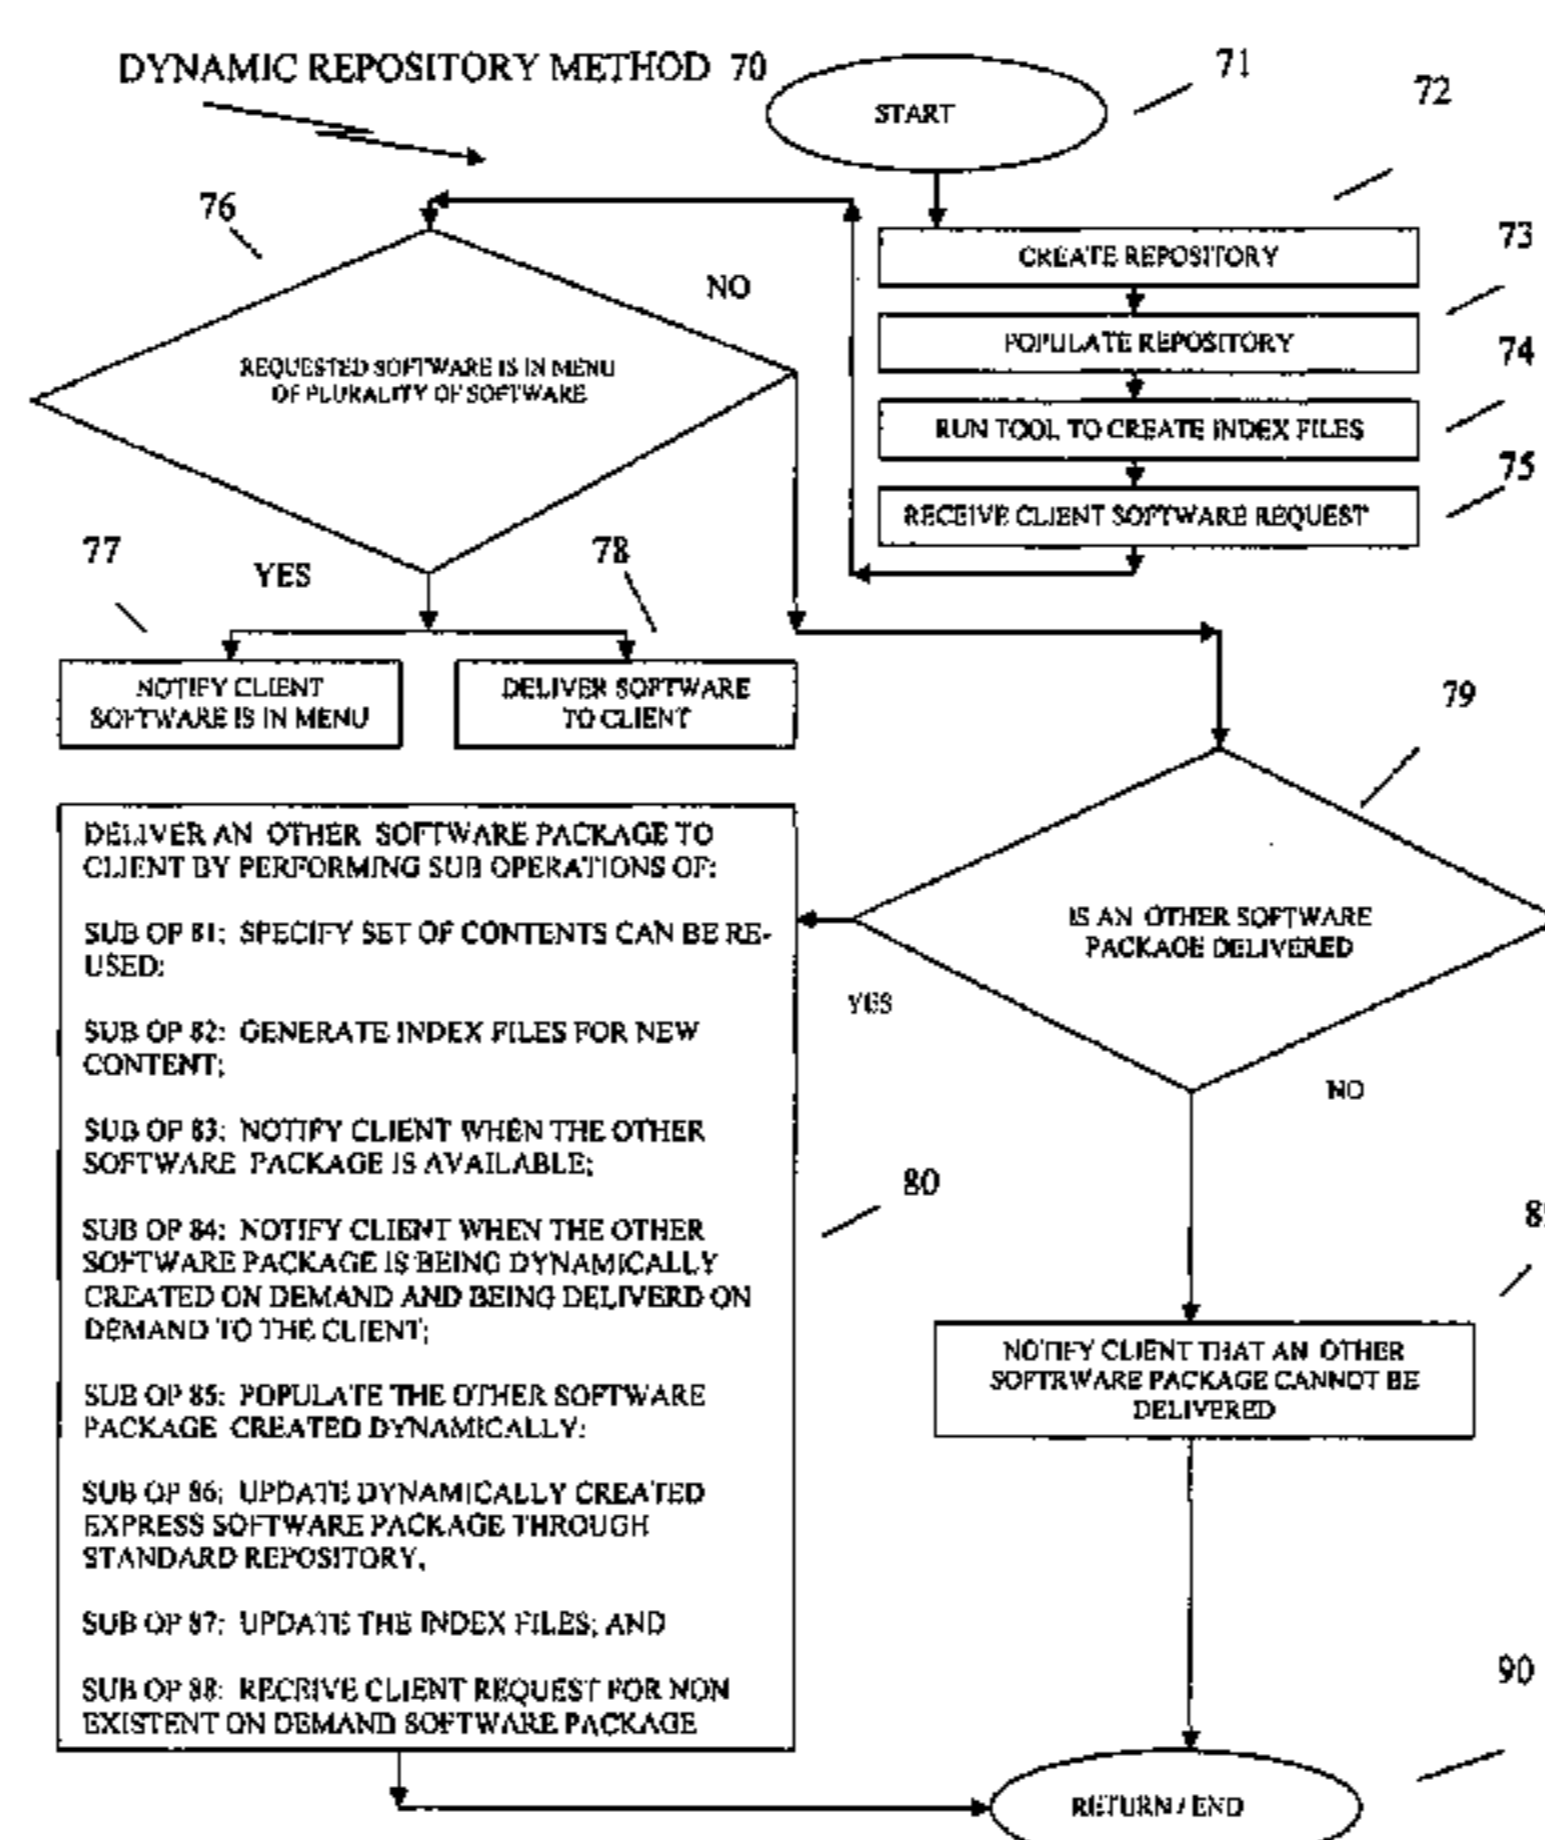 DYNAMIC REPOSITORY METHOD 70
71
START
72
76
73
CREATE REPOSITORY
NO
POPULATE REPOSITORY
74
REQUESTED SOFTWARE IS IN MENU
OF PLURALITY OF SOFTWARE
RUN TOOL TO CREATE INDEX FILES
75
RECEIVE CLIENT SOFTWARE REQUEST
77
YES
78
NOTIFY CLIENT
SOFTWARE IS IN MENU
DELIVER SOFTWARE
TO CLIENT
79
IS AN OTHER SOFTWARE
PACKAGE DELIVERED
YES
NO
DELIVER AN OTHER SOFTWARE PACKAGE TO
CLIENT BY PERFORMING SUB OPERATIONS OF:
SUB OP 81: SPECIFY SET OF CONTENTS CAN BE RE-
USED;
SUB OP 82: GENERATE INDEX FILES FOR NEW
CONTENT;
SUB OP 83: NOTIFY CLIENT WHEN THE OTHER
SOFTWARE PACKAGE IS AVAILABLE;
SUB OP 84: NOTIFY CLIENT WHEN THE OTHER
SOFTWARE PACKAGE IS BEING DYNAMICALLY
CREATED ON DEMAND AND BEING DELIVERD ON
DEMAND TO THE CLIENT;
SUB OP 85: POPULATE THE OTHER SOFTWARE
PACKAGE CREATED DYNAMICALLY;
SUB OP 86: UPDATE DYNAMICALLY CREATED
EXPRESS SOFTWARE PACKAGE THROUGH
STANDARD REPOSITORY,
SUB OP 87: UPDATE THE INDEX FILES; AND
SUB OP 88: RECEIVE CLIENT REQUEST FOR NON
EXISTENT ON DEMAND SOFTWARE PACKAGE
80
NOTIFY CLIENT THAT AN OTHER
SOFTRWARE PACKAGE CANNOT BE
DELIVERED
90
RETURN / END